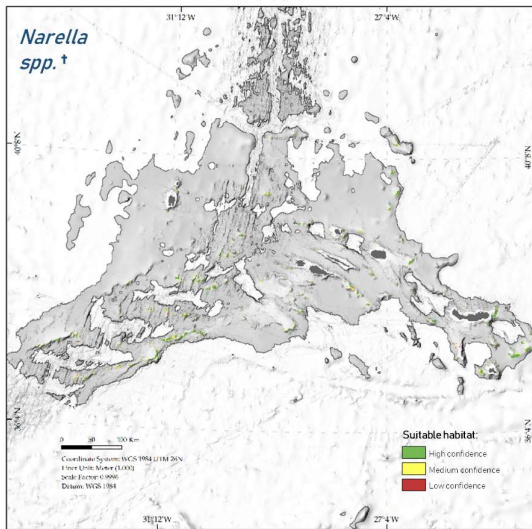 31°12'W
27°4'W
Narella
spp. †
40°8'N
40°8'N
36°4'N
36°4'N
0 50 100 Km
Coordinate System: WGS 1984 UTM 26N
Liner Unit: Meter (1.000)
Scale Factor: 0.9996
Datum: WGS 1984
Suitable habitat:
High confidence
Medium confidence
Low confidence
31°12'W
27°4'W